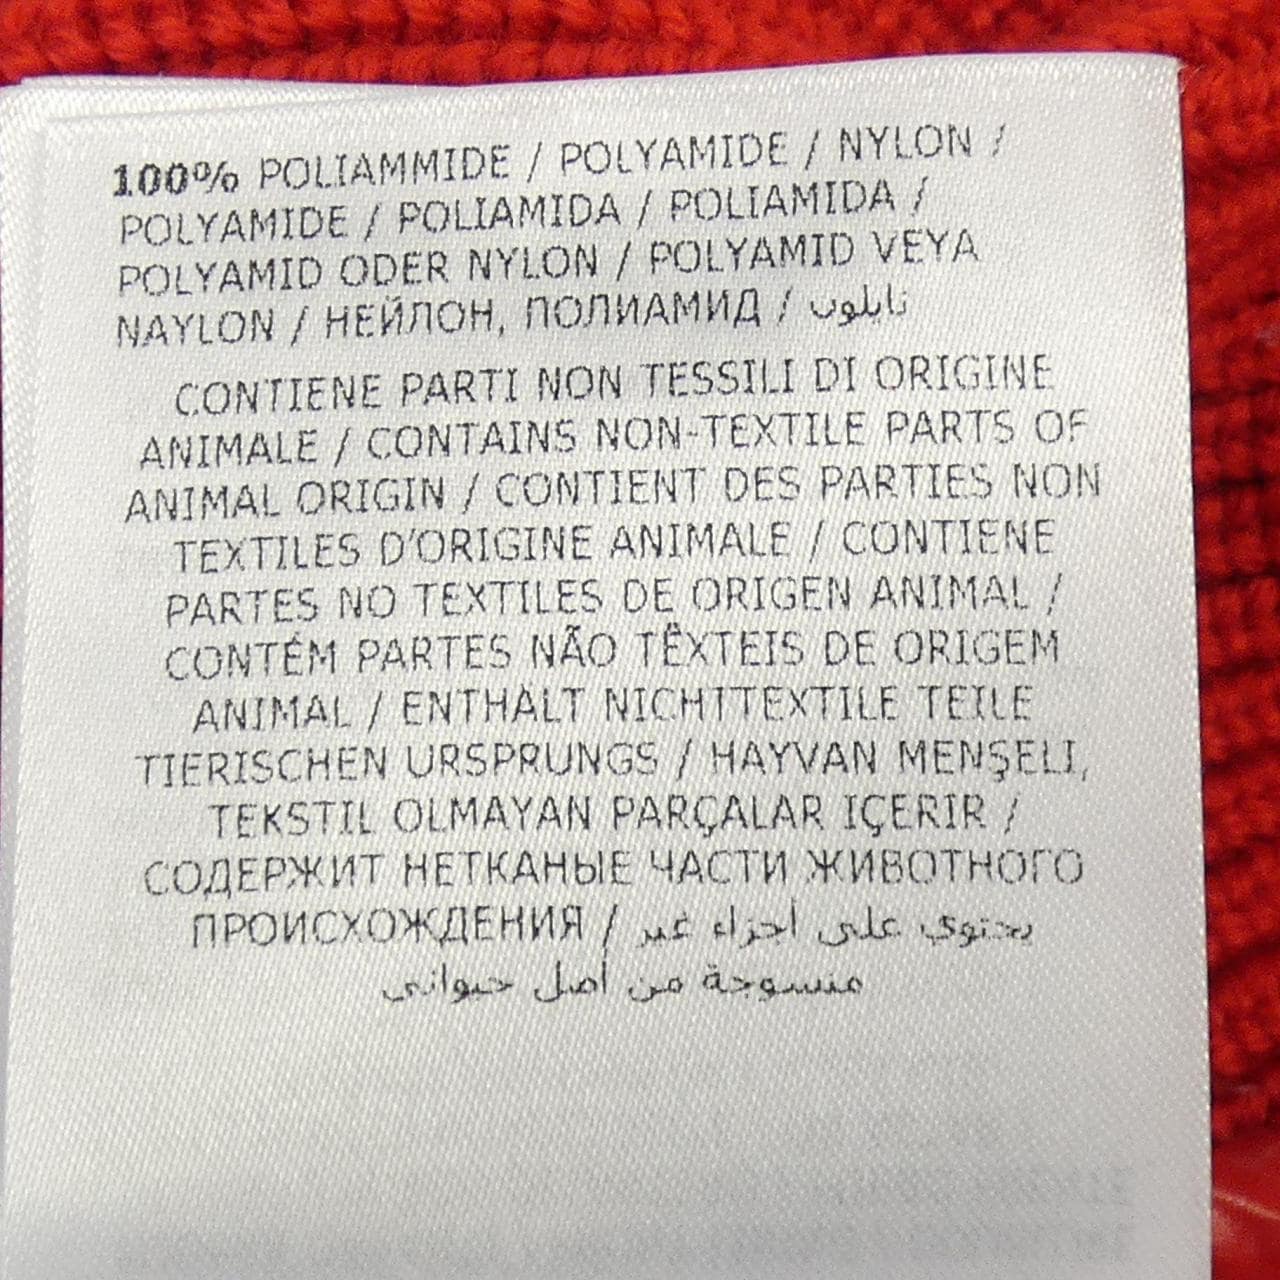 100% POLIAMMIDE / POLYAMIDE / NYLON /
POLYAMIDE / POLIAMIDA / POLIAMIDA /
POLYAMID ODER NYLON / POLYAMID VEYA
NAYLON / НЕЙЛОН, ПОЛИАМИД / نايلون
CONTIENE PARTI NON TESSILI DI ORIGINE
ANIMALE / CONTAINS NON-TEXTILE PARTS OF
ANIMAL ORIGIN / CONTIENT DES PARTIES NON
TEXTILES D'ORIGINE ANIMALE / CONTIENE
PARTES NO TEXTILES DE ORIGEN ANIMAL /
CONTÉM PARTES NÃO TÊXTEIS DE ORIGEM
ANIMAL / ENTHÄLT NICHTTEXTILE TEILE
TIERISCHEN URSPRUNGS / HAYVAN MENŞELI,
TEKSTIL OLMAYAN PARÇALAR IÇERIR /
СОДЕРЖИТ НЕТКАНЫЕ ЧАСТИ ЖИВОТНОГО
ПРОИСХОЖДЕНИЯ / يحتوي على أجزاء غير
منسوجة من أصل حيواني